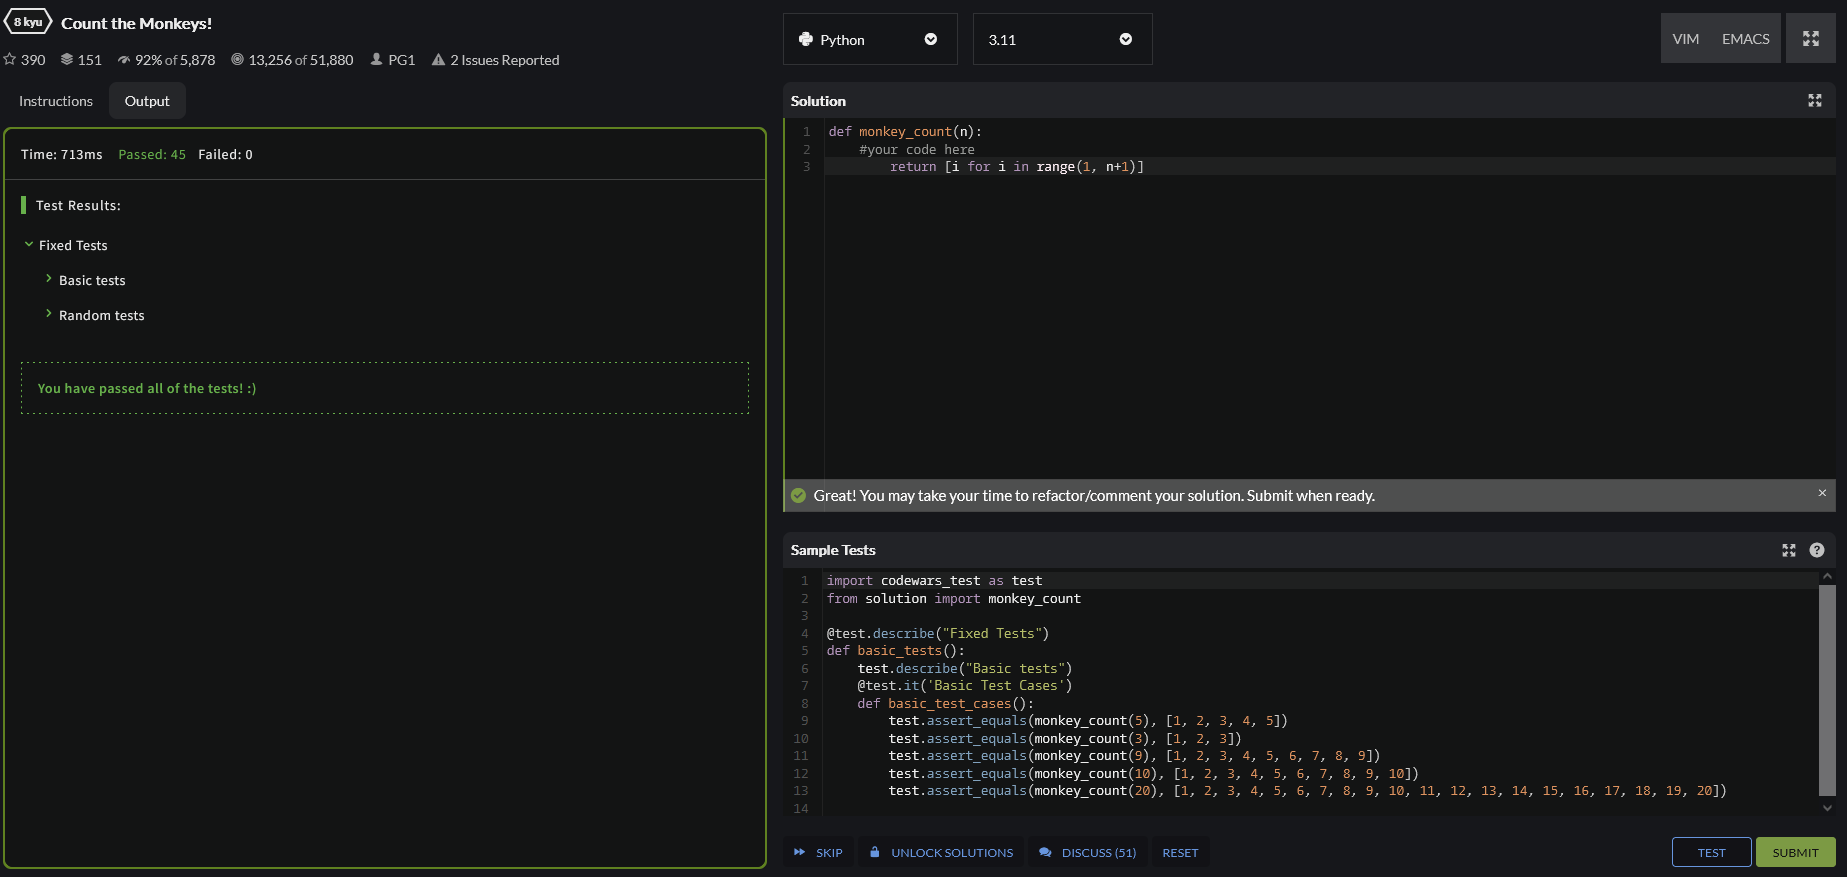 8 kyu Count the Monkeys!
390 151 92% of 5,878 13,256 of 51,880 PG1 2 Issues Reported
Instructions Output
Time: 713ms Passed: 45 Failed: 0
Test Results:
Fixed Tests
Basic tests
Random tests
You have passed all of the tests! :)
Python 3.11 VIM EMACS
Solution
1 def monkey_count(n):
2     #your code here
3         return [i for i in range(1, n+1)]
Great! You may take your time to refactor/comment your solution. Submit when ready. ×
Sample Tests ?
1 import codewars_test as test
2 from solution import monkey_count
3
4 @test.describe("Fixed Tests")
5 def basic_tests():
6     test.describe("Basic tests")
7     @test.it('Basic Test Cases')
8     def basic_test_cases():
9         test.assert_equals(monkey_count(5), [1, 2, 3, 4, 5])
10         test.assert_equals(monkey_count(3), [1, 2, 3])
11         test.assert_equals(monkey_count(9), [1, 2, 3, 4, 5, 6, 7, 8, 9])
12         test.assert_equals(monkey_count(10), [1, 2, 3, 4, 5, 6, 7, 8, 9, 10])
13         test.assert_equals(monkey_count(20), [1, 2, 3, 4, 5, 6, 7, 8, 9, 10, 11, 12, 13, 14, 15, 16, 17, 18, 19, 20])
14
SKIP UNLOCK SOLUTIONS DISCUSS (51) RESET TEST SUBMIT